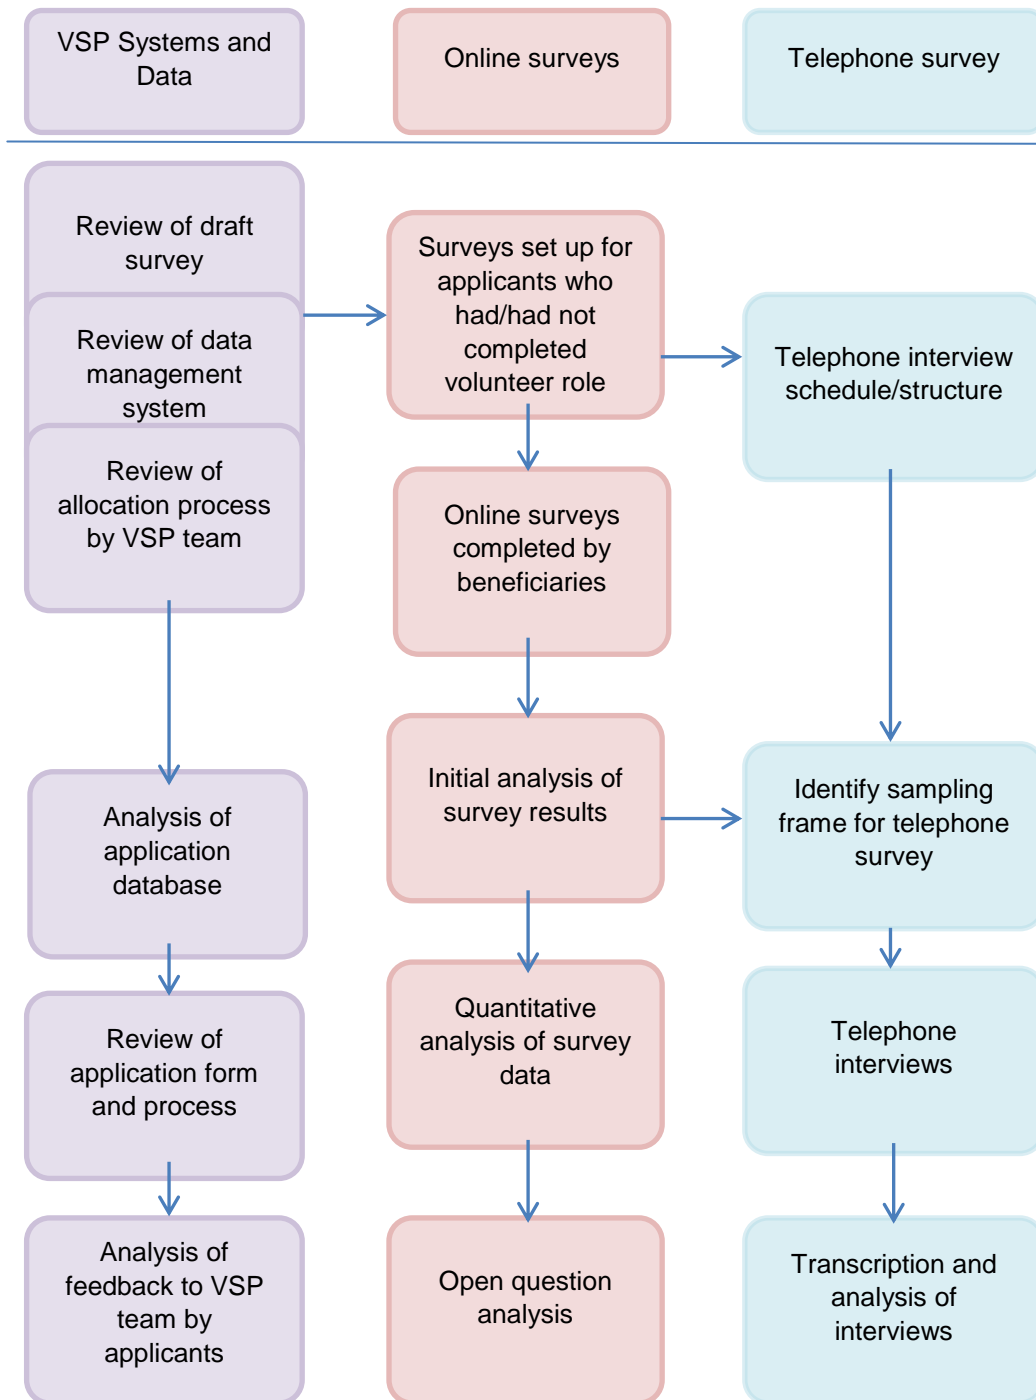 VSP Systems and
Data
Online surveys
Telephone survey
Review of draft
survey
Review of data
management
system
Review of
allocation process
by VSP team
Analysis of
application
database
Review of
application form
and process
Analysis of
feedback to VSP
team by
applicants
Surveys set up for
applicants who
had/had not
completed
volunteer role
Online surveys
completed by
beneficiaries
Initial analysis of
survey results
Quantitative
analysis of survey
data
Open question
analysis
Telephone interview
schedule/structure
Identify sampling
frame for telephone
survey
Telephone
interviews
Transcription and
analysis of
interviews